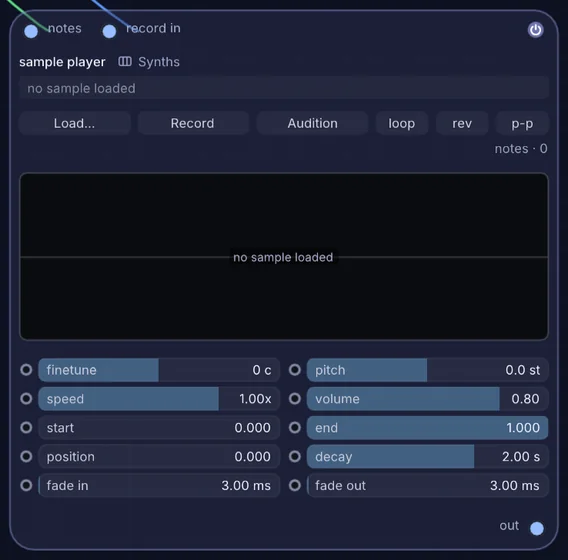 notes record in
sample player Synths
no sample loaded
Load... Record Audition loop rev p-p
notes · 0
no sample loaded
finetune 0 c pitch 0.0 st
speed 1.00x volume 0.80
start 0.000 end 1.000
position 0.000 decay 2.00 s
fade in 3.00 ms fade out 3.00 ms
out